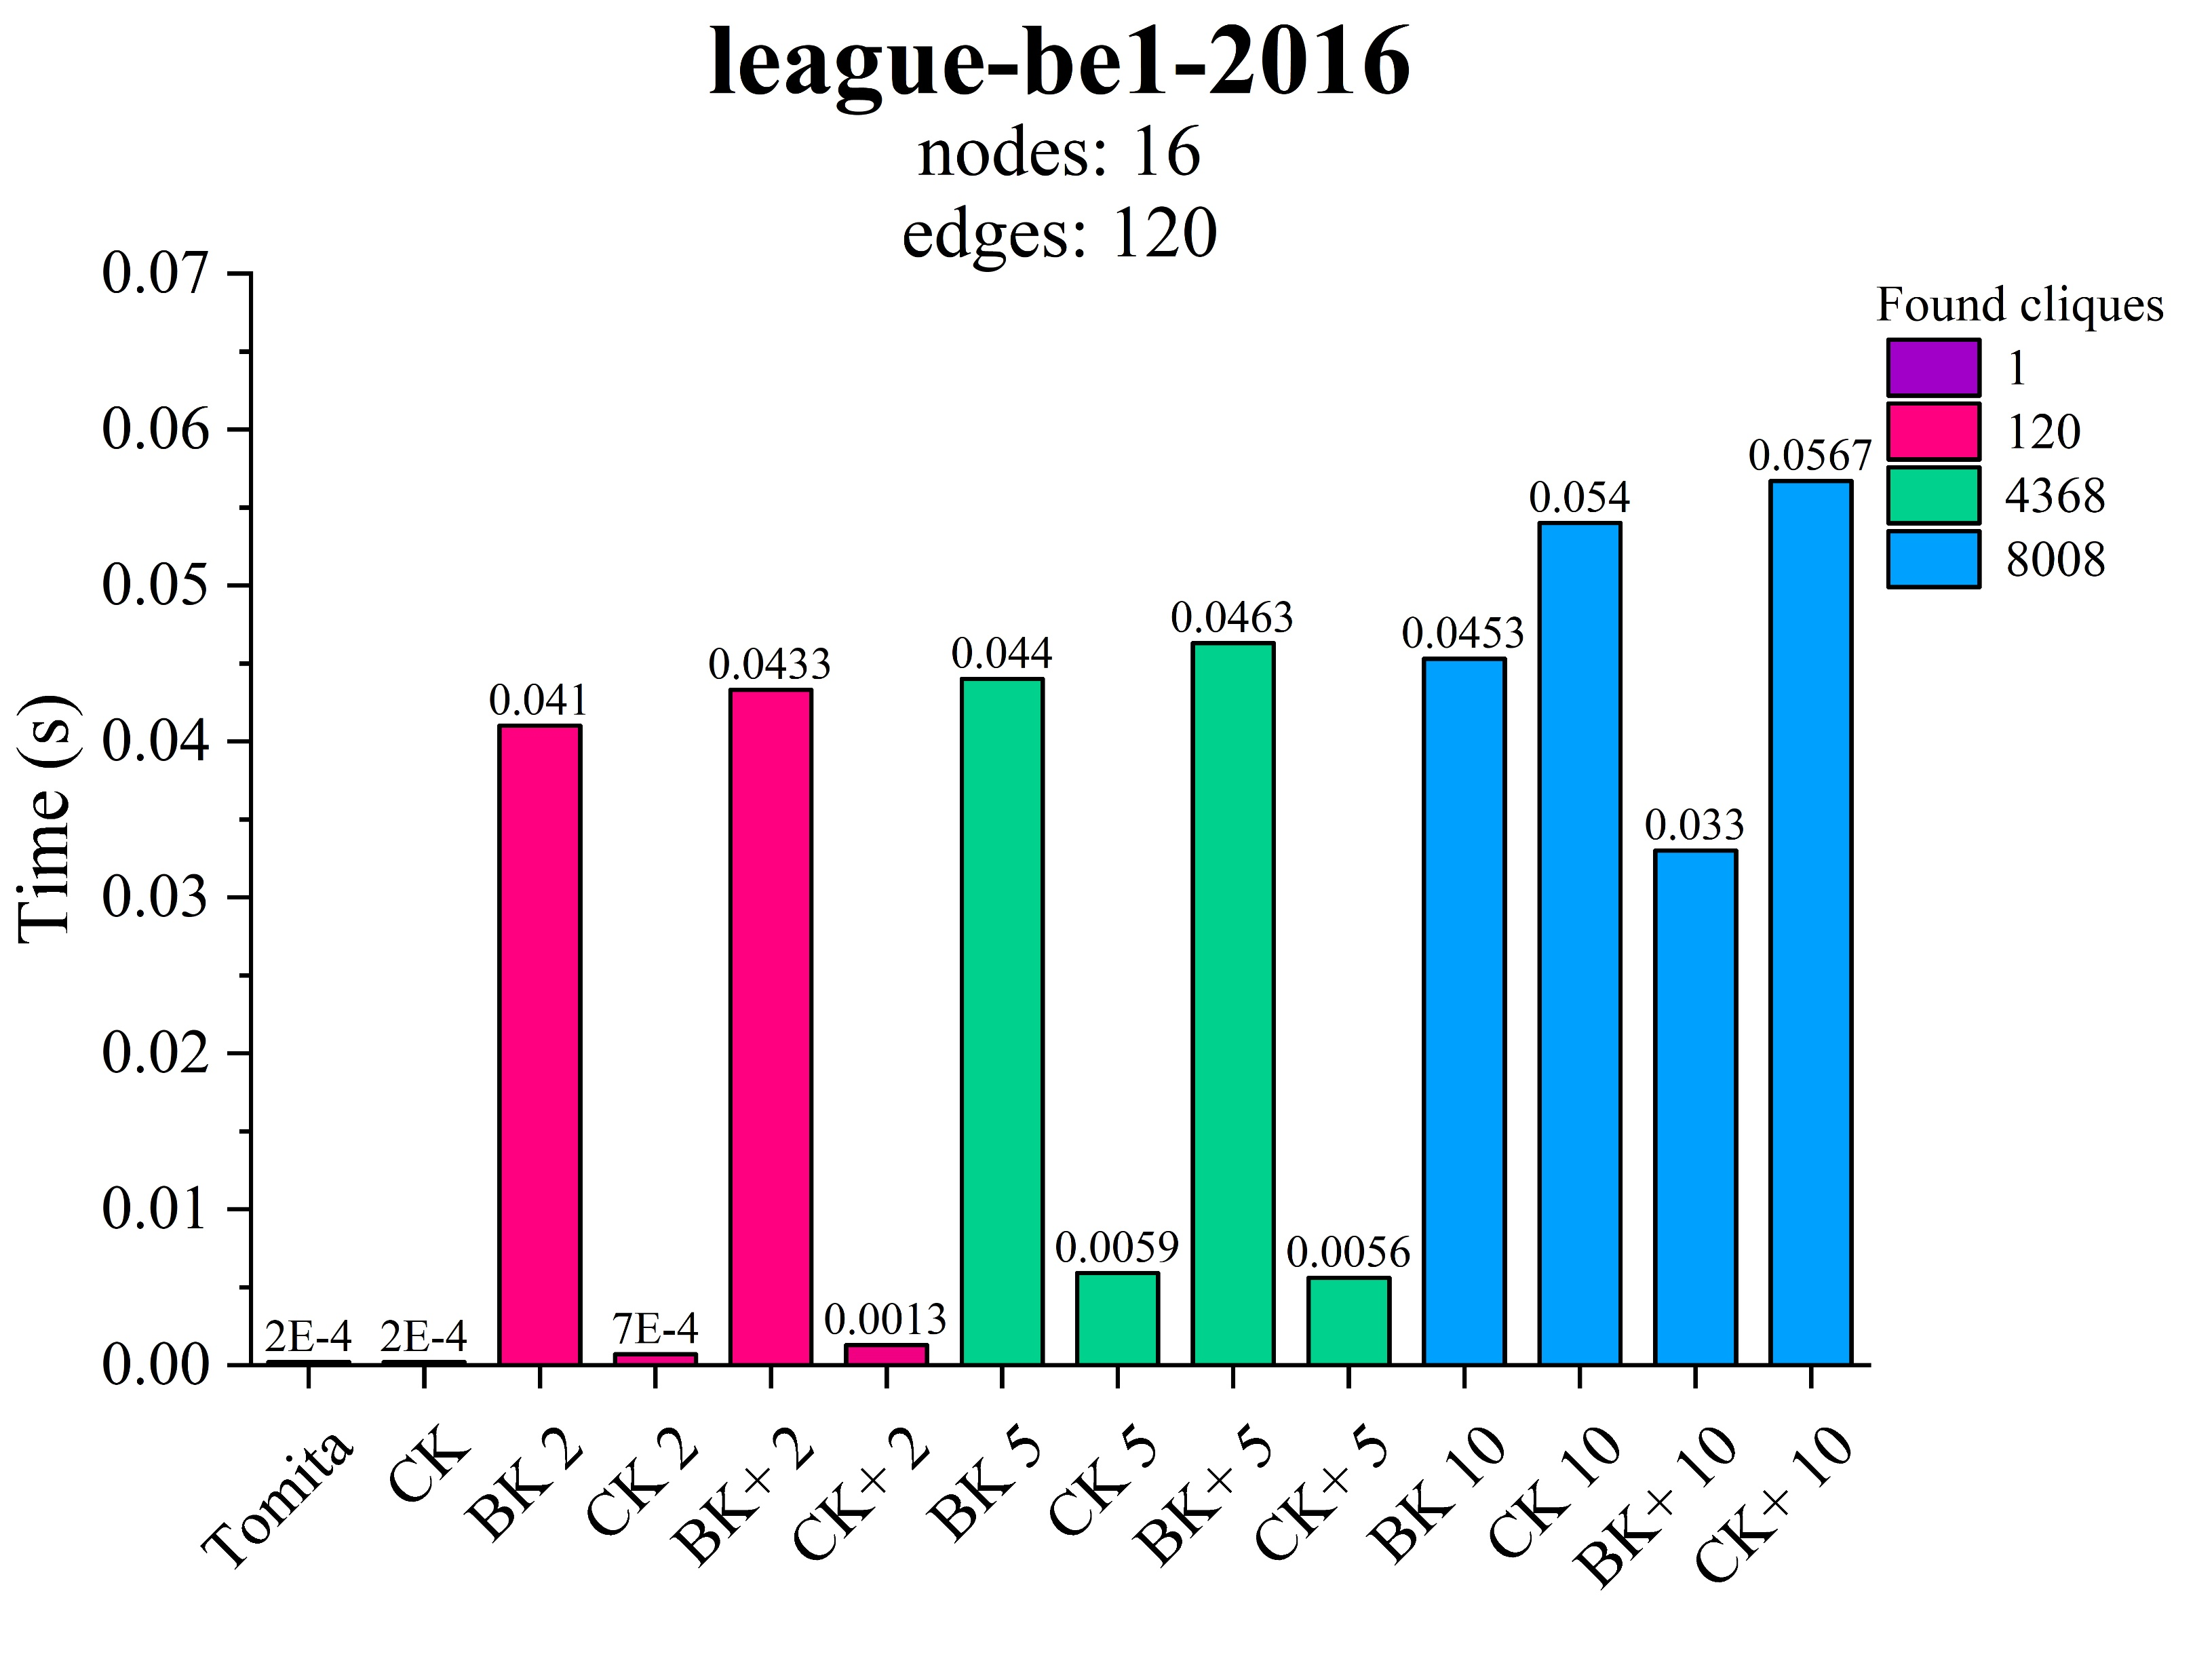 league-be1-2016
nodes: 16
edges: 120
Time (s)
0.07
0.06
0.05
0.04
0.03
0.02
0.01
0.00
2E-4
2E-4
0.041
7E-4
0.0433
0.0013
0.044
0.0059
0.0463
0.0056
0.0453
0.054
0.033
0.0567
Tomita
CK
BK 2
CK 2
BK+ 2
CK+ 2
BK 5
CK 5
BK+ 5
CK+ 5
BK 10
CK 10
BK+ 10
CK+ 10
Found cliques
1
120
4368
8008